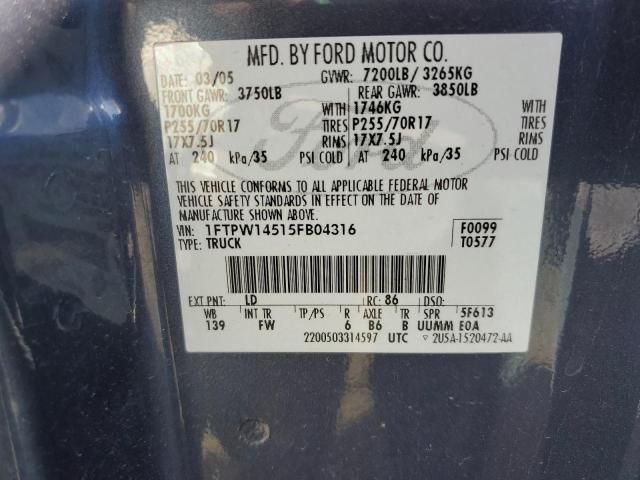 MFD. BY FORD MOTOR CO.
DATE: 03/05 GVWR: 7200LB/ 3265KG
FRONT GAWR: 3750LB REAR GAWR: 3850LB
1700KG WITH 1746KG WITH
P255/70R17 TIRES P255/70R17 TIRES
17X7.5J RIMS 17X7.5J RIMS
AT 240 kPa/35 PSI COLD AT 240 kPa/35 PSI COLD
THIS VEHICLE CONFORMS TO ALL APPLICABLE FEDERAL MOTOR
VEHICLE SAFETY STANDARDS IN EFFECT ON THE DATE OF
MANUFACTURE SHOWN ABOVE.
VIN: 1FTPW14515FB04316 F0099
TYPE: TRUCK T0577
Ford
EXT PNT: LD RC: 86 DSO:
WB INT TR TP/PS R AXLE TR SPR 5F613
139 FW 6 B6 B UUMM E0A
2200503314597 UTC ▽ 2U5A-1520472-AA